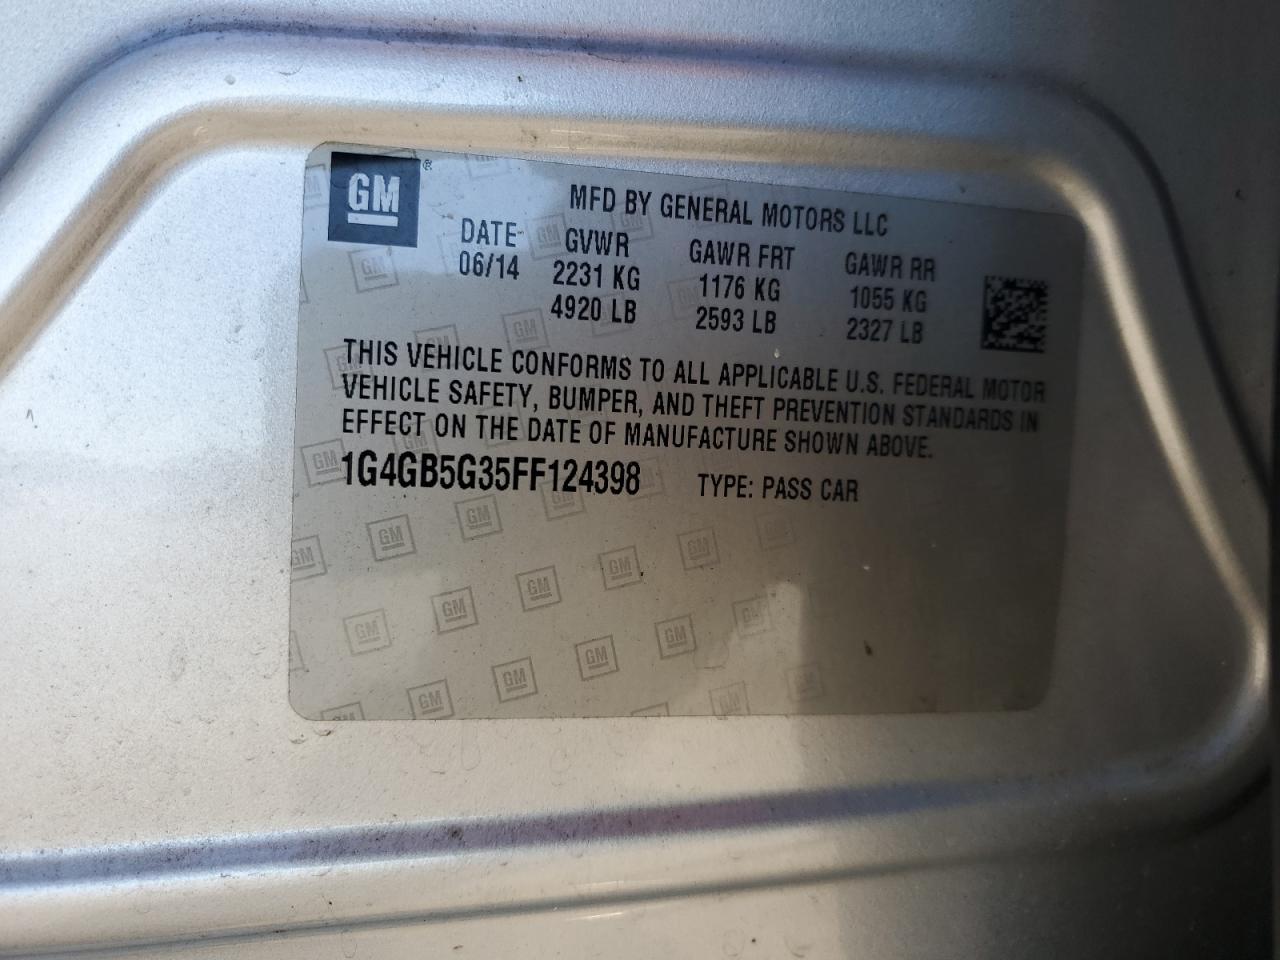 GM®
MFD BY GENERAL MOTORS LLC
DATE GVWR GAWR FRT GAWR RR
06/14 2231 KG 1176 KG 1055 KG
4920 LB 2593 LB 2327 LB
THIS VEHICLE CONFORMS TO ALL APPLICABLE U.S. FEDERAL MOTOR
VEHICLE SAFETY, BUMPER, AND THEFT PREVENTION STANDARDS IN
EFFECT ON THE DATE OF MANUFACTURE SHOWN ABOVE.
1G4GB5G35FF124398 TYPE: PASS CAR